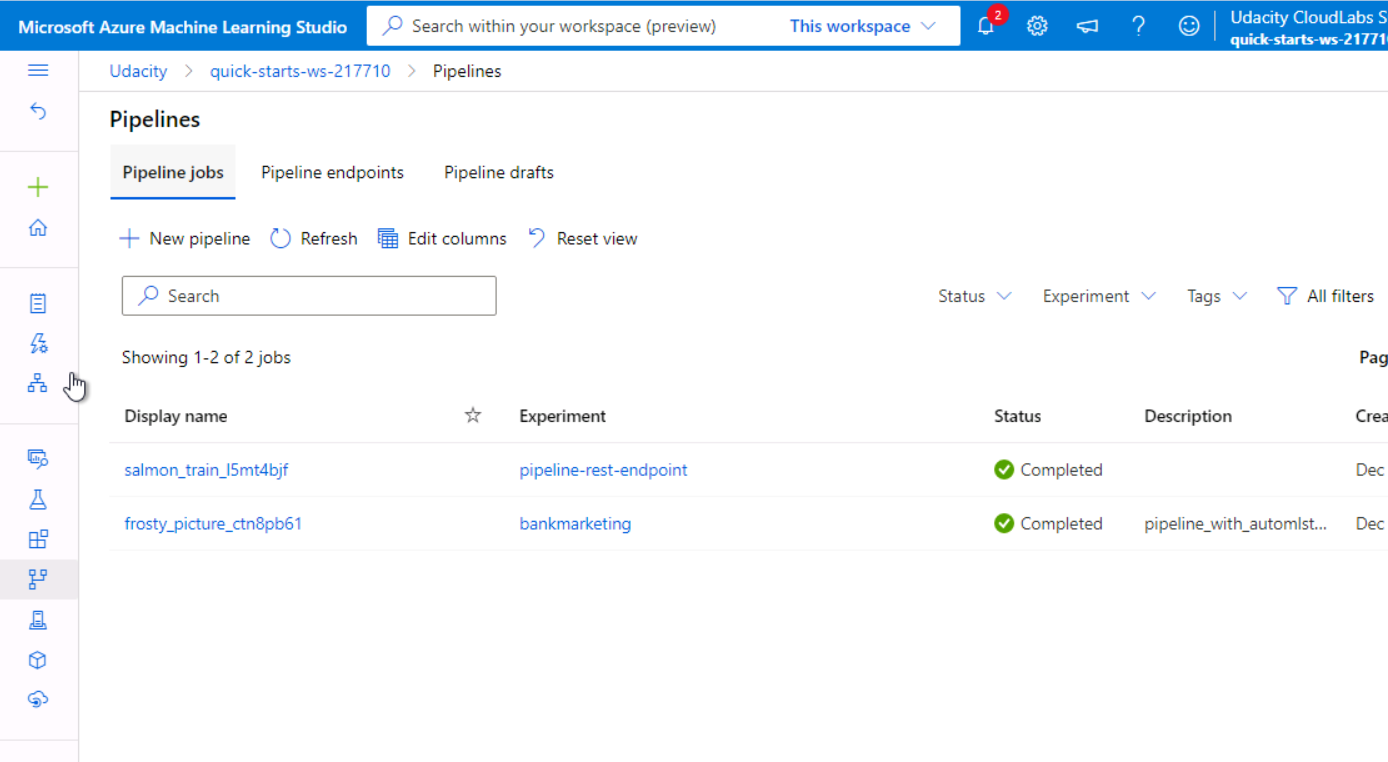 Microsoft Azure Machine Learning Studio
Search within your workspace (preview)
This workspace
2
Udacity CloudLabs S
quick-starts-ws-21771
Udacity > quick-starts-ws-217710 > Pipelines
Pipelines
Pipeline jobs Pipeline endpoints Pipeline drafts
New pipeline Refresh Edit columns Reset view
Search Status Experiment Tags All filters
Showing 1-2 of 2 jobs Pag
Display name Experiment Status Description Crea
salmon_train_l5mt4bjf pipeline-rest-endpoint Completed Dec
frosty_picture_ctn8pb61 bankmarketing Completed pipeline_with_automlst... Dec